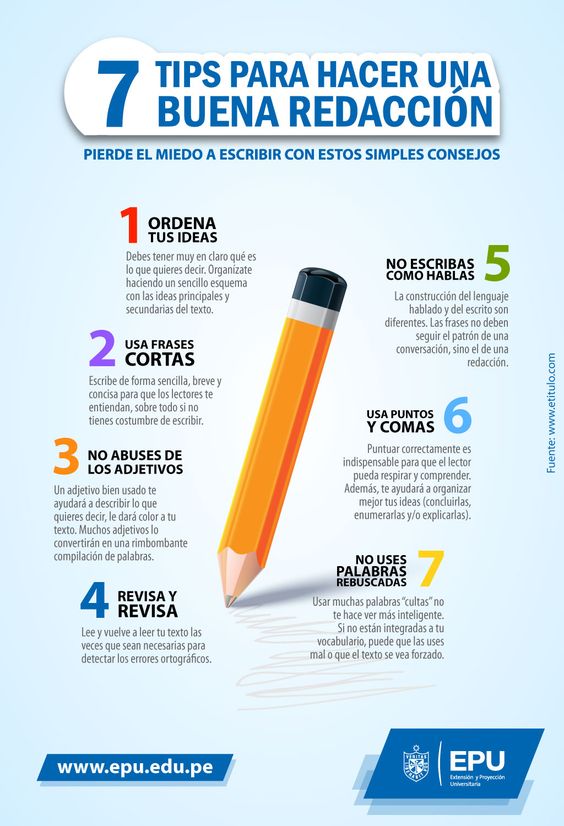 7 TIPS PARA HACER UNA
BUENA REDACCIÓN
PIERDE EL MIEDO A ESCRIBIR CON ESTOS SIMPLES CONSEJOS
1 ORDENA
TUS IDEAS
Debes tener muy en claro qué es
lo que quieres decir. Organízate
haciendo un sencillo esquema
con las ideas principales y
secundarias del texto.
2 USA FRASES
CORTAS
Escribe de forma sencilla, breve y
concisa para que los lectores te
entiendan, sobre todo si no
tienes costumbre de escribir.
3 NO ABUSES DE
LOS ADJETIVOS
Un adjetivo bien usado te
ayudará a describir lo que
quieres decir, le dará color a tu
texto. Muchos adjetivos lo
convertirán en una rimbombante
compilación de palabras.
4 REVISA Y
REVISA
Lee y vuelve a leer tu texto las
veces que sean necesarias para
detectar los errores ortográficos.
NO ESCRIBAS
COMO HABLAS 5
La construcción del lenguaje
hablado y del escrito son
diferentes. Las frases no deben
seguir el patrón de una
conversación, sino el de una
redacción.
USA PUNTOS
Y COMAS 6
Puntuar correctamente es
indispensable para que el lector
pueda respirar y comprender.
Además, te ayudará a organizar
mejor tus ideas (concluirlas,
enumerarlas y/o explicarlas).
NO USES
PALABRAS
REBUSCADAS 7
Usar muchas palabras “cultas” no
te hace ver más inteligente.
Si no están integradas a tu
vocabulario, puede que las uses
mal o que el texto se vea forzado.
Fuente: www.etitulo.com
www.epu.edu.pe
EPU
Extensión y Proyección
Universitaria